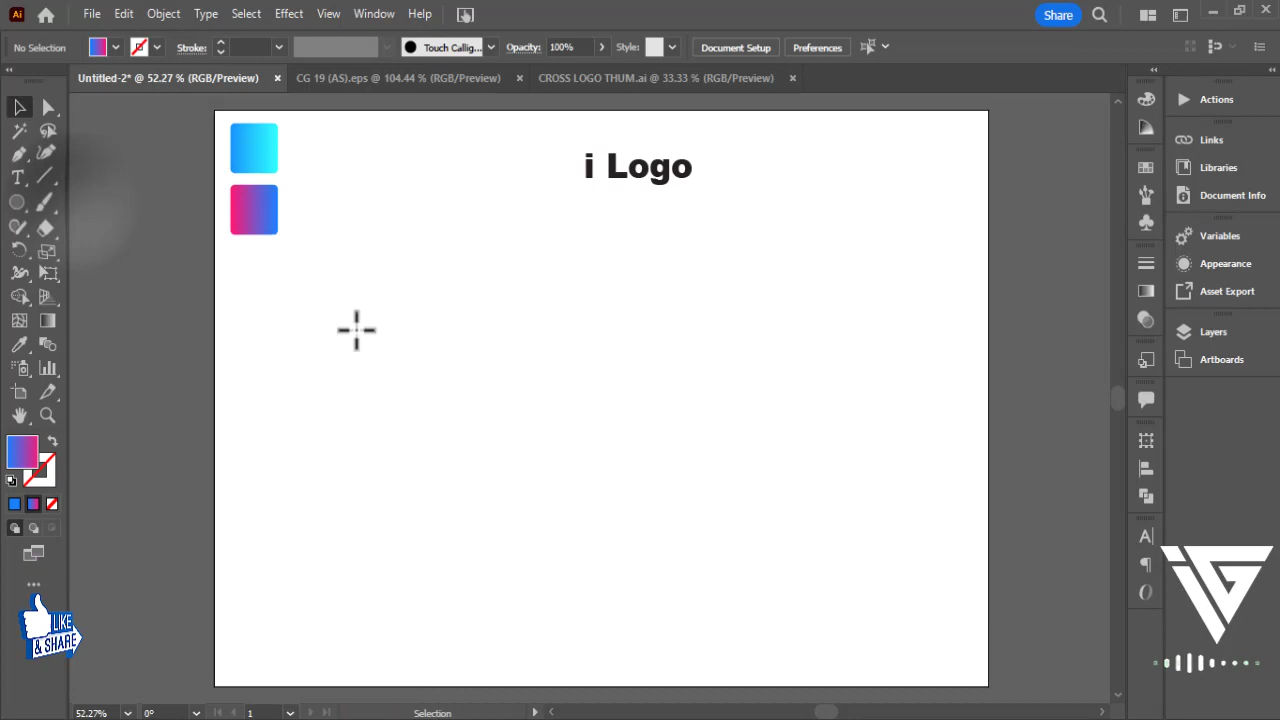 Ai File Edit Object Type Select Effect View Window Help Share
No Selection Stroke: Touch Callig... Opacity: 100% Style: Document Setup Preferences
Untitled-2* @ 52.27 % (RGB/Preview) × CG 19 (AS).eps @ 104.44 % (RGB/Preview) × CROSS LOGO THUM.ai @ 33.33 % (RGB/Preview) ×
i Logo
Actions
Links
Libraries
Document Info
Variables
Appearance
Asset Export
Layers
Artboards
LIKE
& SHARE
iG
52.27% 0° 1 Selection